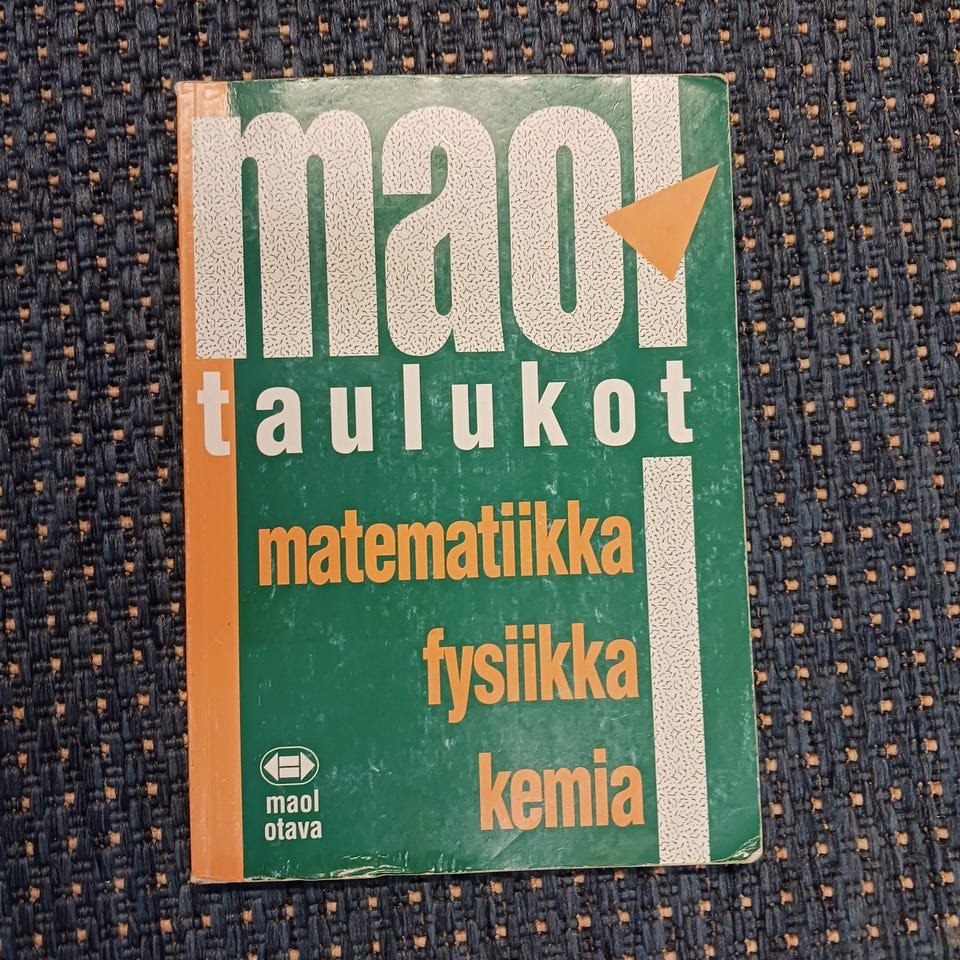 maol
taulukot
matematiikka
fysiikka
kemia
maol
otava